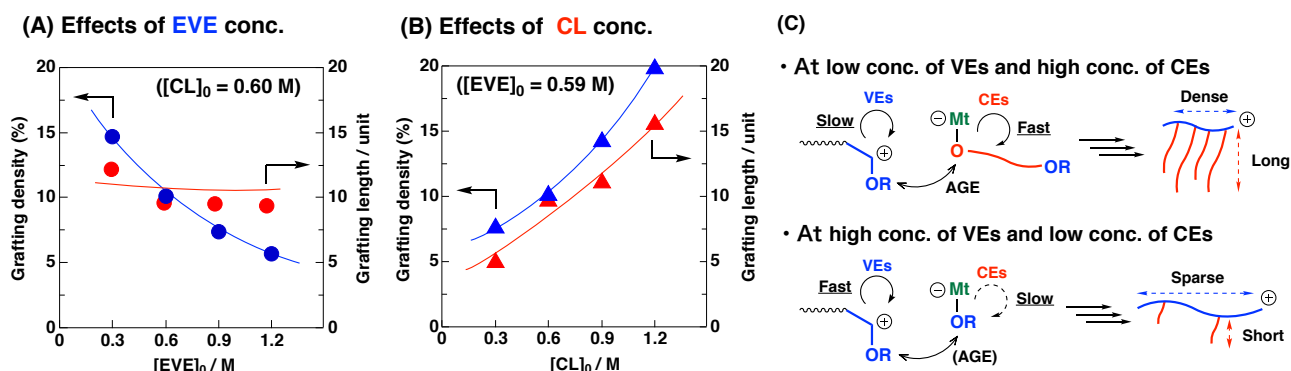 (A) Effects of EVE conc.
([CL]0 = 0.60 M)
Grafting density (%)
20
15
10
5
0
Grafting length / unit
20
15
10
5
0
0
0.3
0.6
0.9
1.2
[EVE]0 / M
(B) Effects of CL conc.
([EVE]0 = 0.59 M)
Grafting density (%)
20
15
10
5
0
Grafting length / unit
20
15
10
5
0
0
0.3
0.6
0.9
1.2
[CL]0 / M
(C)
・At low conc. of VEs and high conc. of CEs
VEs
Slow
+
OR
AGE
−
Mt
O
CEs
Fast
OR
Dense
+
Long
・At high conc. of VEs and low conc. of CEs
VEs
Fast
+
OR
(AGE)
−
Mt
OR
CEs
Slow
Sparse
+
Short